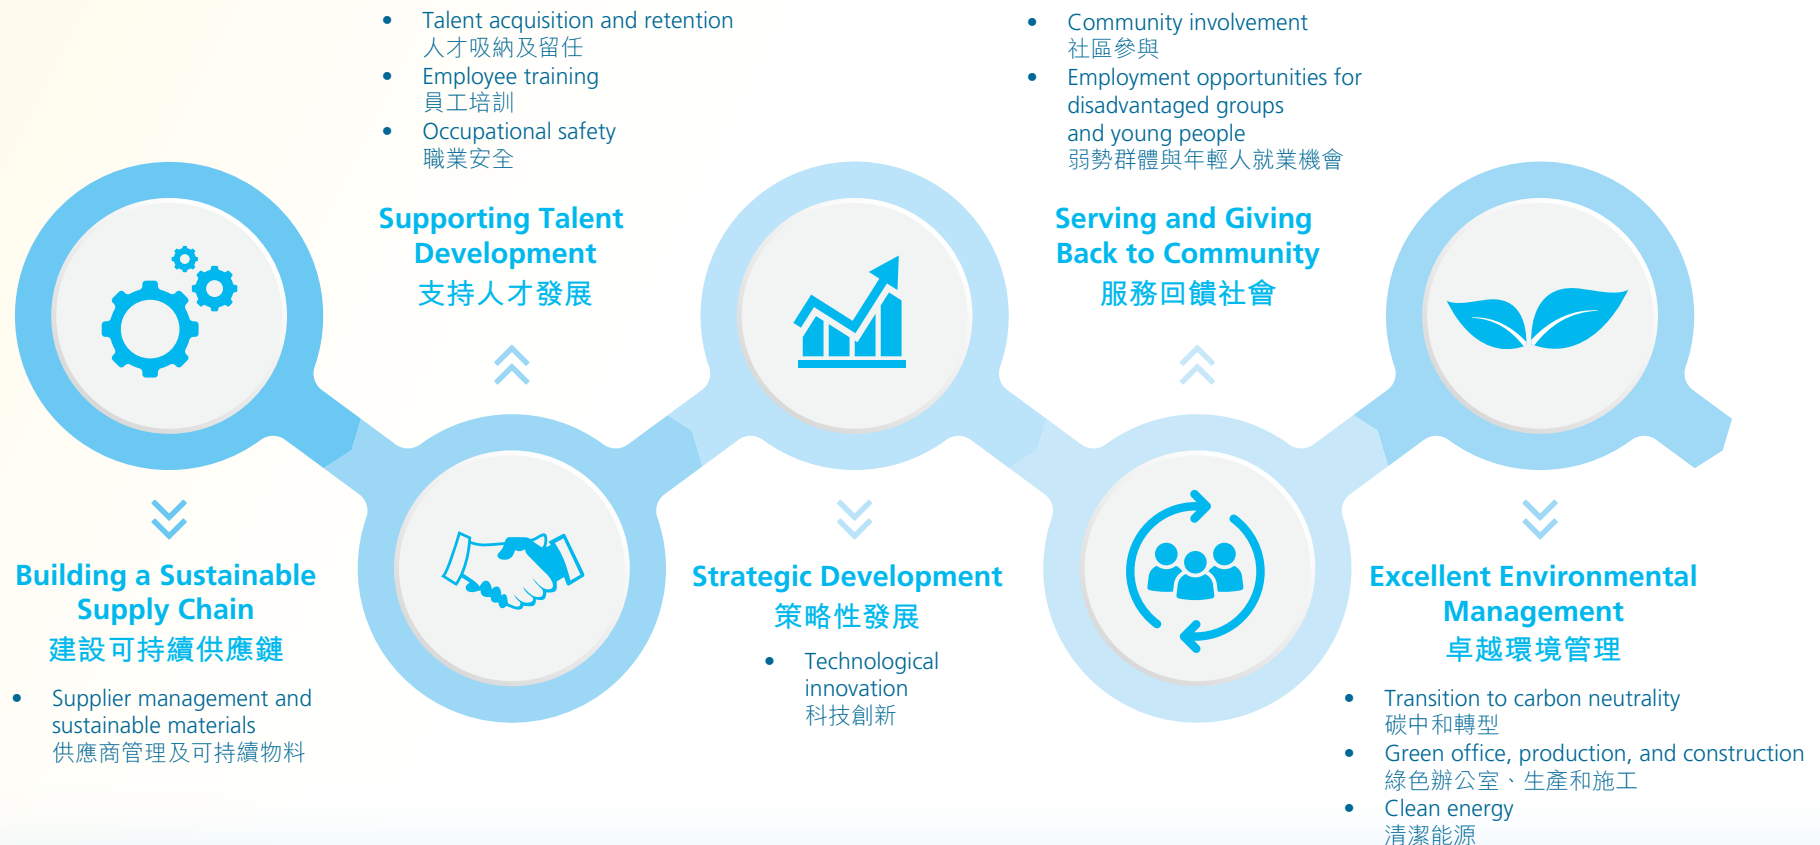 • Talent acquisition and retention
人才吸納及留任
• Employee training
員工培訓
• Occupational safety
職業安全
Supporting Talent
Development
支持人才發展
• Community involvement
社區參與
• Employment opportunities for
disadvantaged groups
and young people
弱勢群體與年輕人就業機會
Serving and Giving
Back to Community
服務回饋社會
Building a Sustainable
Supply Chain
建設可持續供應鏈
• Supplier management and
sustainable materials
供應商管理及可持續物料
Strategic Development
策略性發展
• Technological
innovation
科技創新
Excellent Environmental
Management
卓越環境管理
• Transition to carbon neutrality
碳中和轉型
• Green office, production, and construction
綠色辦公室、生產和施工
• Clean energy
清潔能源